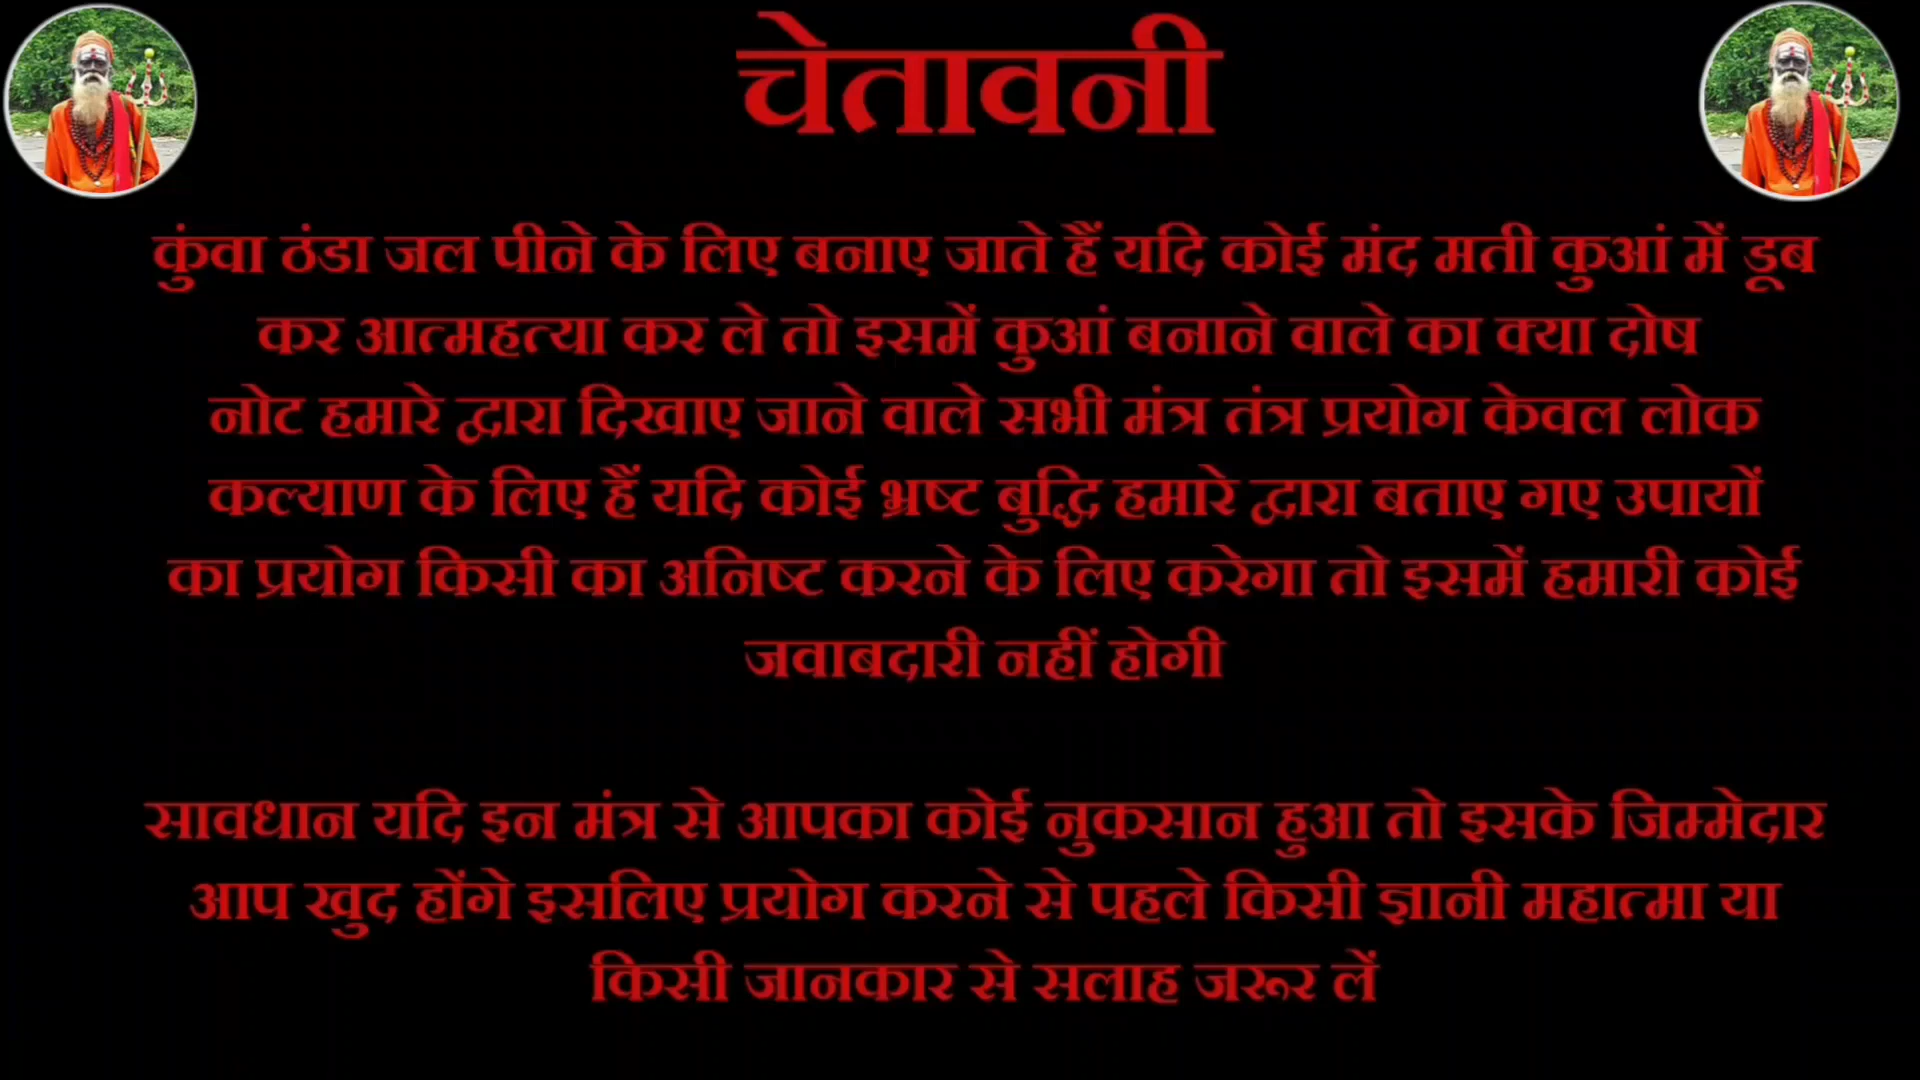 चेतावनी
कुंवा ठंडा जल पीने के लिए बनाए जाते हैं यदि कोई मंद मती कुआं में डूब
कर आत्महत्या कर ले तो इसमें कुआं बनाने वाले का क्या दोष
नोट हमारे द्वारा दिखाए जाने वाले सभी मंत्र तंत्र प्रयोग केवल लोक
कल्याण के लिए हैं यदि कोई भ्रष्ट बुद्धि हमारे द्वारा बताए गए उपायों
का प्रयोग किसी का अनिष्ट करने के लिए करेगा तो इसमें हमारी कोई
जवाबदारी नहीं होगी
सावधान यदि इन मंत्र से आपका कोई नुकसान हुआ तो इसके जिम्मेदार
आप खुद होंगे इसलिए प्रयोग करने से पहले किसी ज्ञानी महात्मा या
किसी जानकार से सलाह जरूर लें